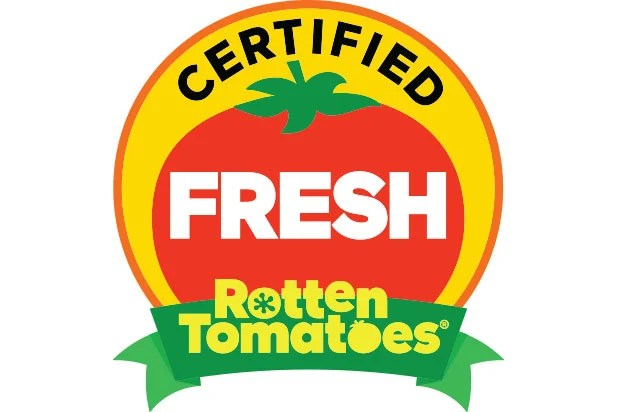 CERTIFIED
FRESH
Rotten
Tomatoes®